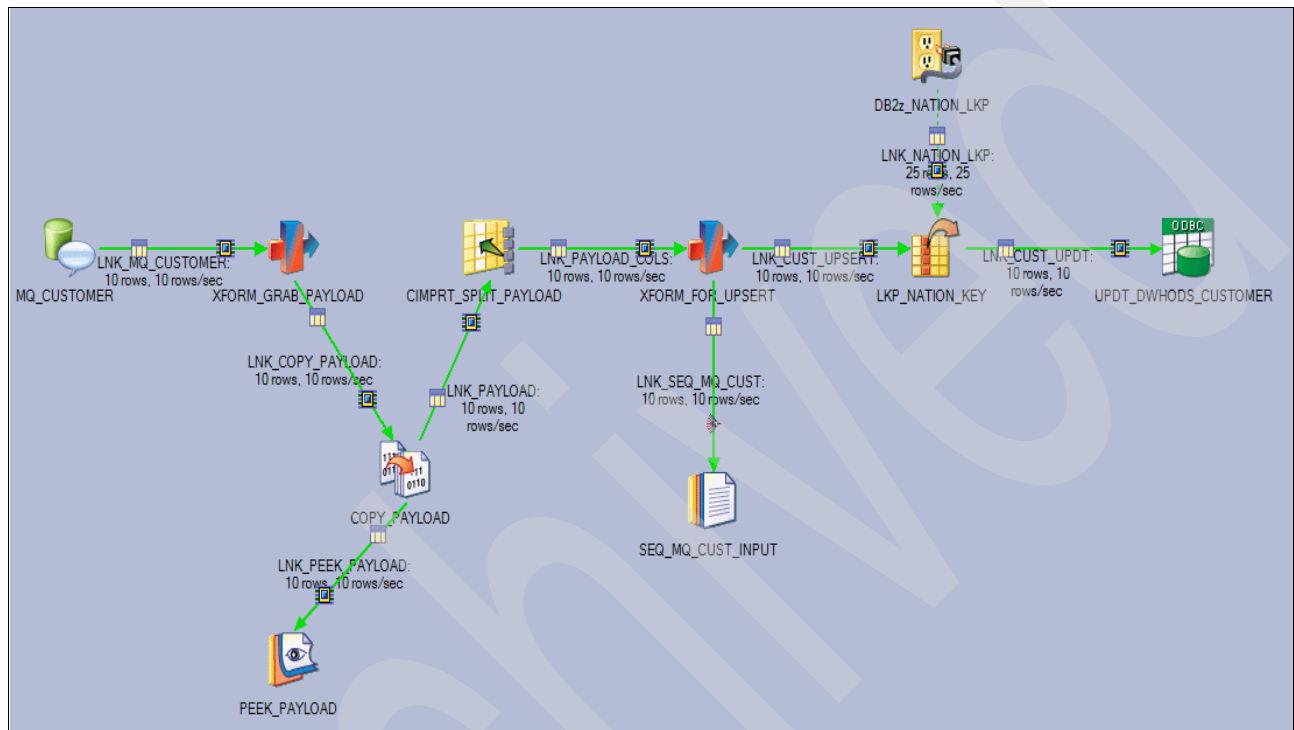 DB2z_NATION_LKP
LNK_NATION_LKP:
25 rows, 25
rows/sec
ODBC
LNK_MQ_CUSTOMER:
10 rows, 10 rows/sec
LNK_PAYLOAD_COLS:
10 rows, 10 rows/sec
LNK_CUST_UPSERT:
10 rows, 10 rows/sec
LNK_CUST_UPDT:
10 rows, 10
rows/sec
MQ_CUSTOMER
XFORM_GRAB_PAYLOAD
CIMPRT_SPLIT_PAYLOAD
XFORM_FOR_UPSERT
LKP_NATION_KEY
UPDT_DWHODS_CUSTOMER
LNK_COPY_PAYLOAD:
10 rows, 10 rows/sec
LNK_PAYLOAD:
10 rows, 10
rows/sec
LNK_SEQ_MQ_CUST:
10 rows, 10 rows/sec
COPY_PAYLOAD
SEQ_MQ_CUST_INPUT
LNK_PEEK_PAYLOAD:
10 rows, 10 rows/sec
PEEK_PAYLOAD